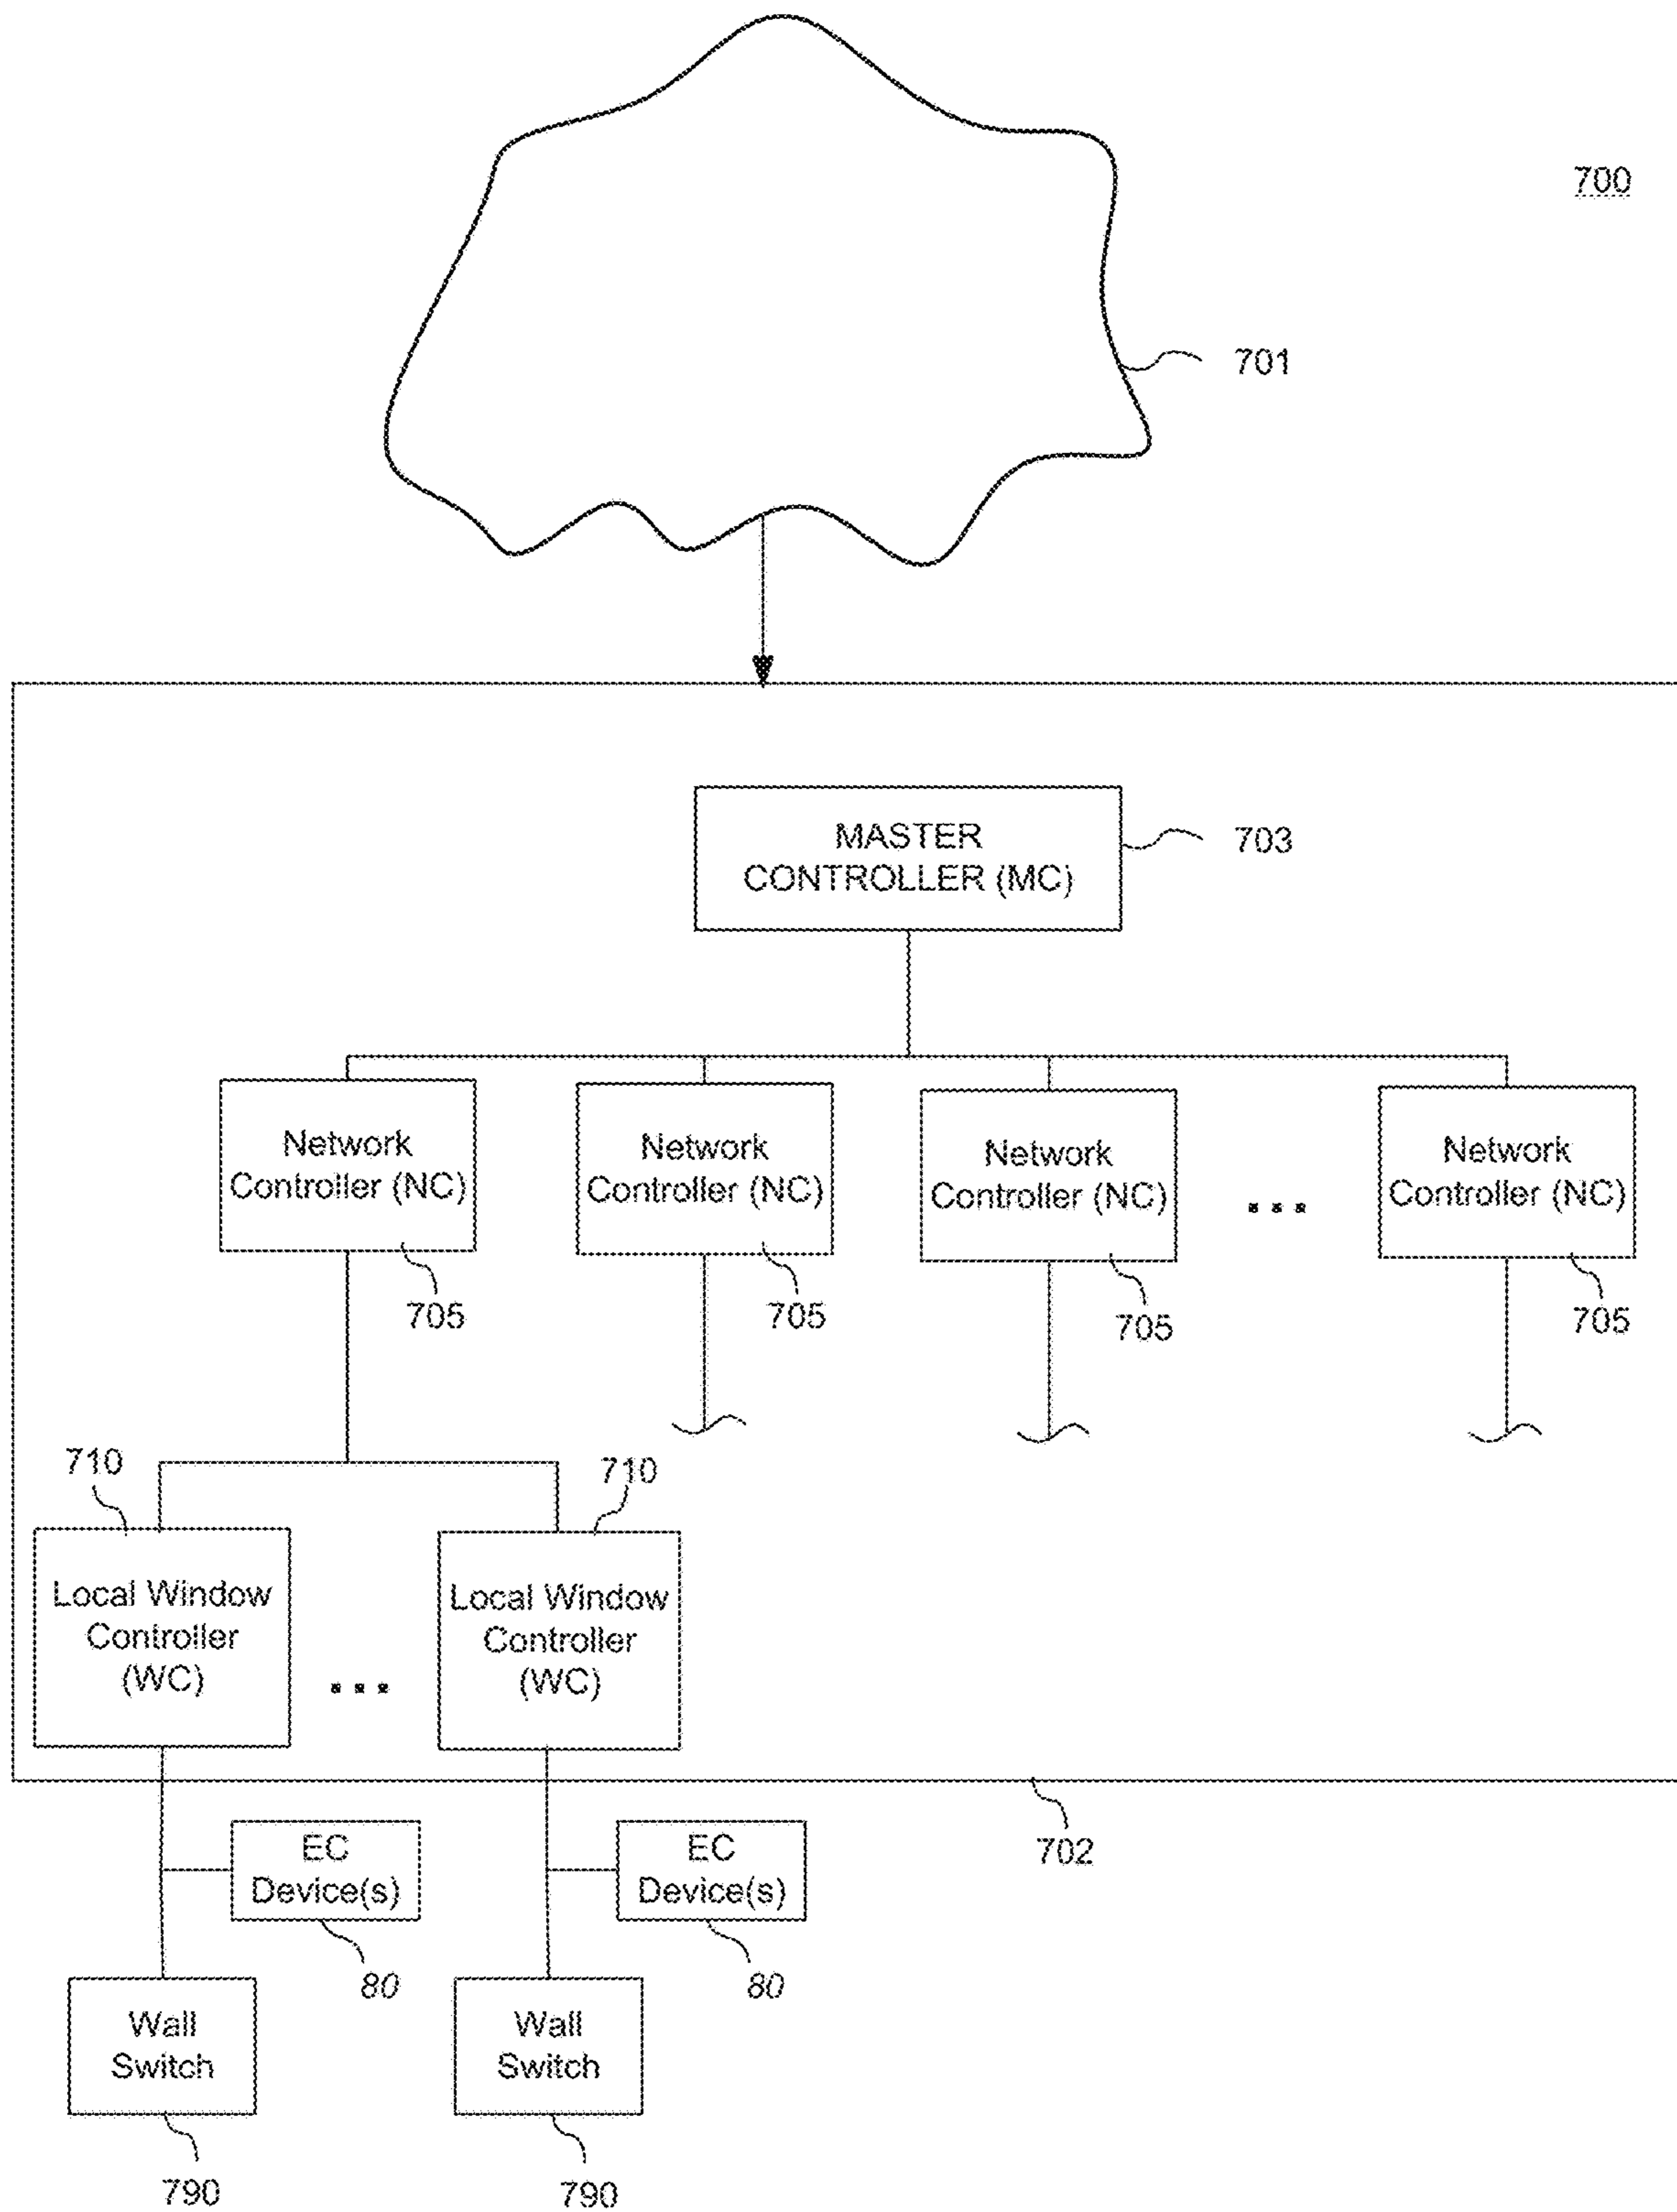 700
701
MASTER
CONTROLLER (MC)
703
Network
Controller (NC)
Network
Controller (NC)
Network
Controller (NC)
...
Network
Controller (NC)
705
705
705
705
710
710
Local Window
Controller
(WC)
...
Local Window
Controller
(WC)
702
EC
Device(s)
EC
Device(s)
80
80
Wall
Switch
Wall
Switch
790
790